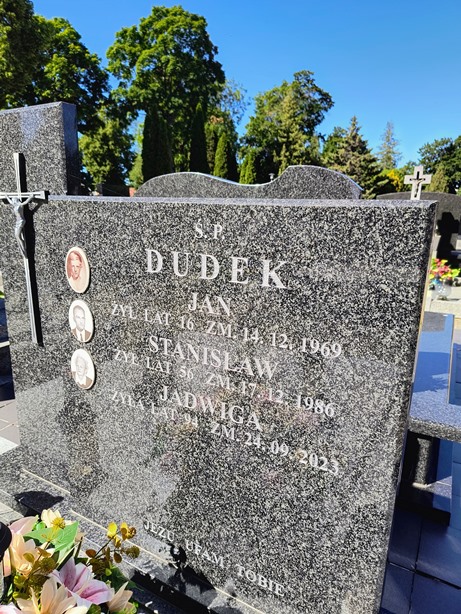 Ś.P.
DUDEK
JAN
ŻYŁ LAT 16 ZM. 14.12.1969
STANISŁAW
ŻYŁ LAT 56 ZM. 17.12.1986
JADWIGA
ŻYŁA LAT 94 ZM. 24.09.2023
JEZU UFAM TOBIE